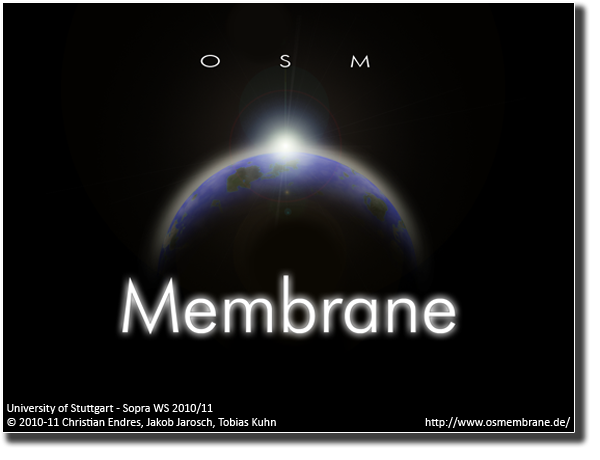 O S M
Membrane
University of Stuttgart - Sopra WS 2010/11
© 2010-11 Christian Endres, Jakob Jarosch, Tobias Kuhn
http://www.osmembrane.de/